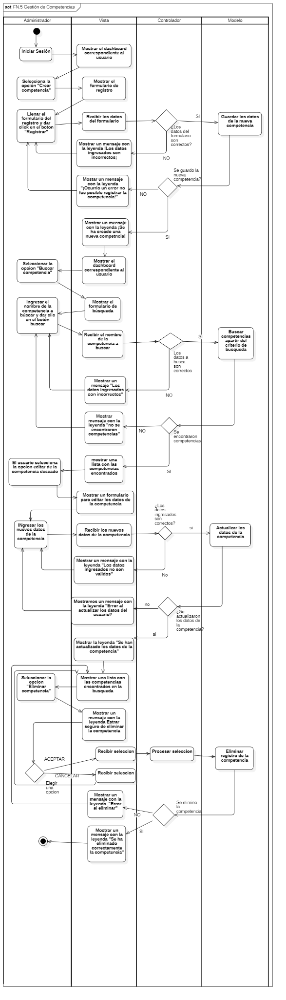 act FN.5 Gestión de Competencias
Administrador
Vista
Controlador
Modelo
Iniciar Sesión
Mostrar el dashboard
correspondiente al
usuario
Selecciona la
opción "Crear
competencia"
Mostrar el
formulario de
registro
Llenar el
formulario del
registro y dar
click en el boton
"Registrar"
Recibir los datos
del formulario
¿Los
datos del
formulario
son
correctos?
SI
Guardar los datos
de la nueva
competencia
Mostrar un mensaje con
la leyenda !Los datos
ingresados son
incorrectos¡
NO
Se guardo la
nueva
competencia?
Mostar un mensaje
con la leyenda
"¡Ocurrio un error no
fue posible registrar la
competencia!"
NO
Mostrar un mensaje
con la leyenda ¡Se
ha creado una
nueva competncia!
SI
Mostrar el
dashboard
correspondiente al
usuario
Seleccionar la
opcion "Buscar
competencia"
Mostrar el
formulario de
búsqueda
Ingresar el
nombre de la
competencia a
búscar y dar clic
en el botón
buscar
Recibir el nombre
de la
competencia a
buscar
Los
datos a
busca
son
correctos
SI
Buscar
competencias
apartir del
criterio de
busqueda
Mostrar un
mensaje "Los
datos ingresados
son incorrectos"
NO
Mostrar
mensaje con la
leyenda "no se
encontraron
competencias"
NO
Se
encontraron
competencias
mostrar una
lista con las
competencias
encontrados
SI
El usuario selecciona
la opcion editar de la
competencia deseado
Mostrar un formulario
para editar los datos de
la competencia
INgresar los
nuevos datos
de la
competencia
Recibir los nuevos
datos de la competencia
¿Los
datos
ingresados
son
correctos?
si
Actualizar los
datos de la
competencia
Mostrar un mensaje con la
leyenda "Los datos
ingresados no son
validos"
No
Mostramos un mensaje con
la leyenda "Error al
actualizar los datos del
usuario?
no
¿Se
actualizaron
los datos de
la
competencia?
si
Mostrar la leyenda "Se han
actualizado los datos de la
competencia"
Seleccionar la
opcion
"Eliminar
competencia"
Mostrar una lista con
las competencias
encontrados en la
busqueda
Mostrar un
mensaje con la
leyenda Estrar
seguro de eliminar
la competencia
Recibir seleccion
Procesar seleccion
Eliminar
registro de la
competencia
ACEPTAR
CANCELAR
Recibir seleccion
Elegir
una
opcion
Mostrar un
mensaje con la
leyenda "Error
al eliminar"
NO
Se elimino
la
competencia
SI
Mostrar un
mensaje con la
leyenda "Se ha
eliminado
correctamente
la competencia"